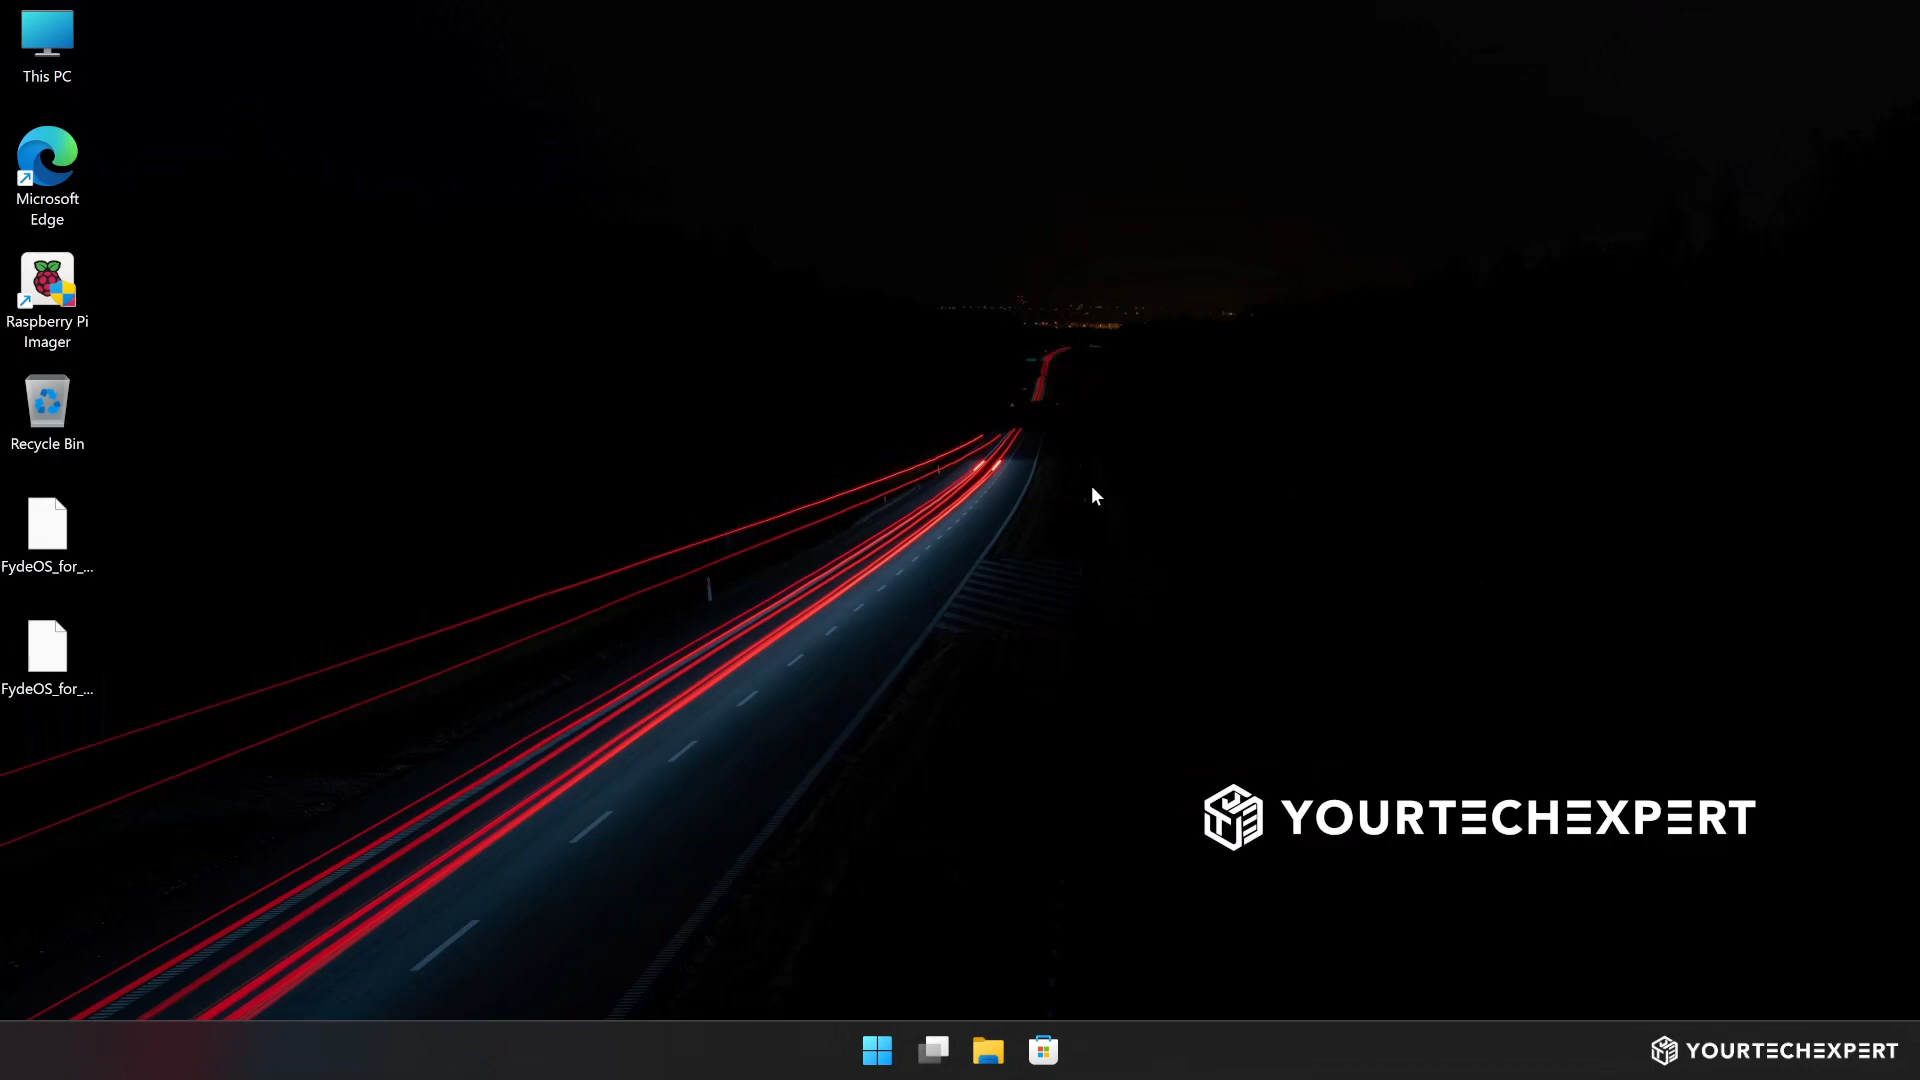 This PC
Microsoft
Edge
Raspberry Pi
Imager
Recycle Bin
FydeOS_for_...
FydeOS_for_...
YOURTECHEXPERT
YOURTECHEXPERT